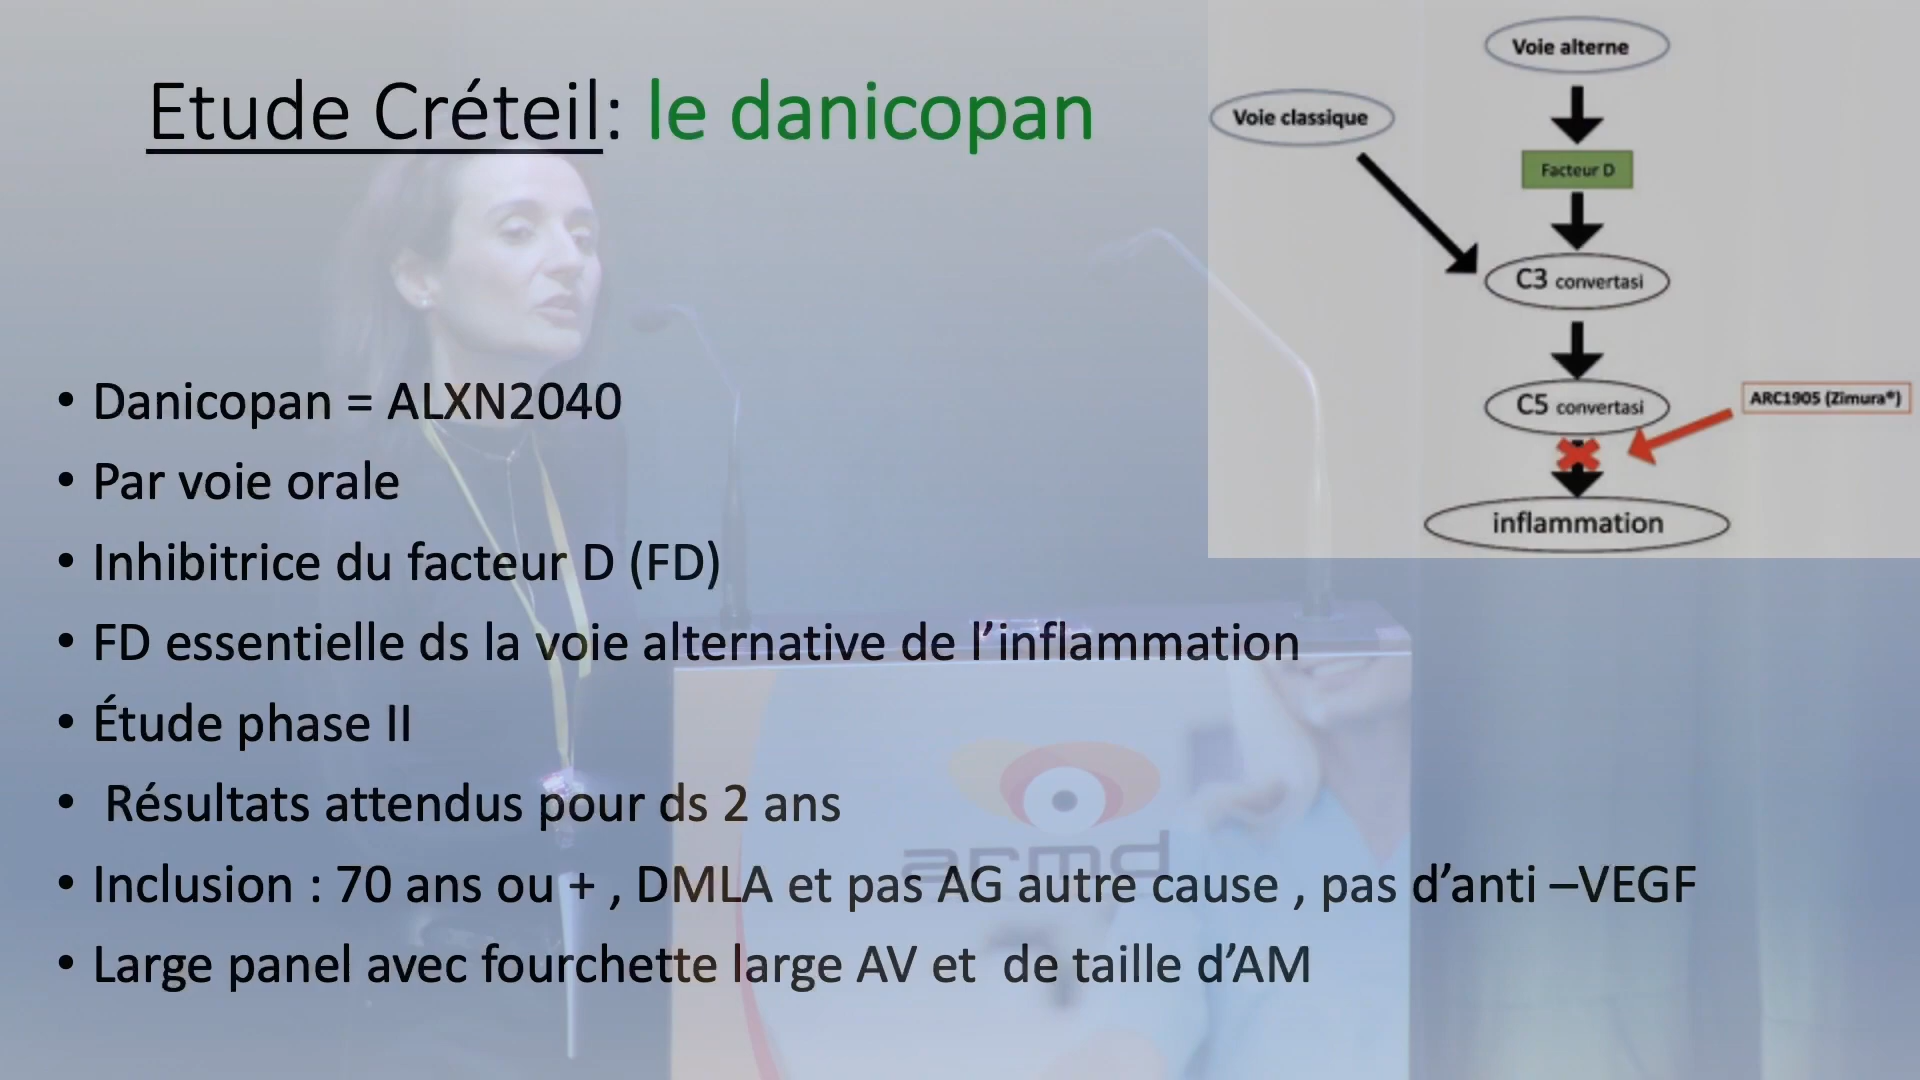 Etude Créteil: le danicopan
• Danicopan = ALXN2040
• Par voie orale
• Inhibitrice du facteur D (FD)
• FD essentielle ds la voie alternative de l’inflammation
• Étude phase II
• Résultats attendus pour ds 2 ans
• Inclusion : 70 ans ou + , DMLA et pas AG autre cause , pas d’anti –VEGF
• Large panel avec fourchette large AV et de taille d’AM
Voie alterne
Voie classique
Facteur D
C3 convertasi
C5 convertasi
ARC1905 (Zimura®)
inflammation
armd